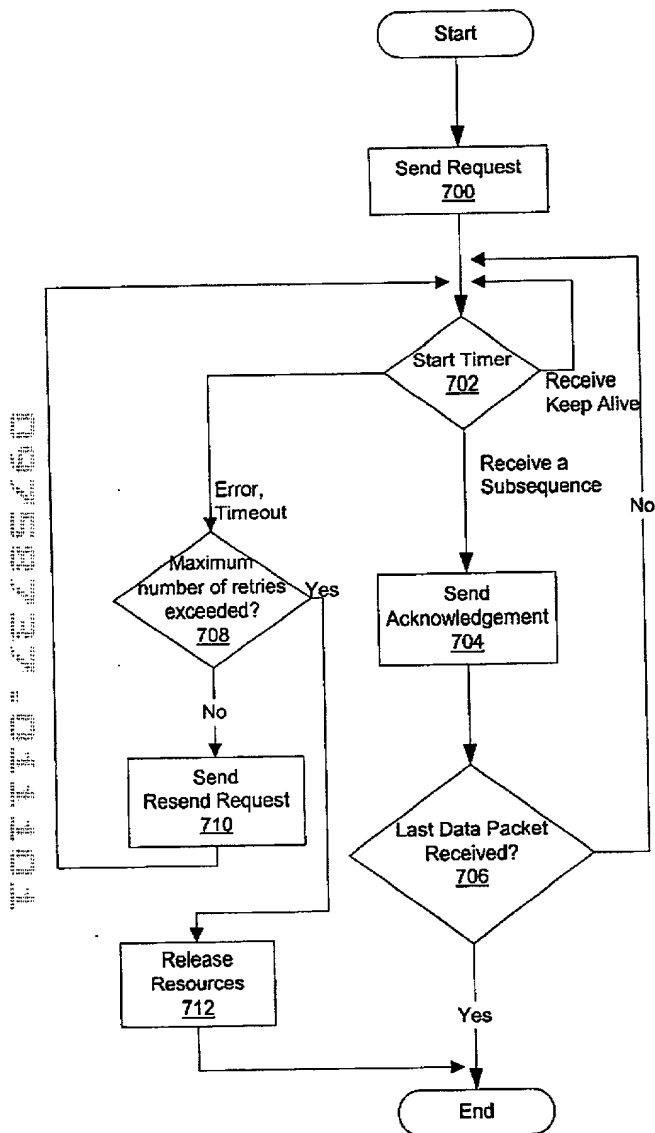 Start
Send Request
700
Start Timer
702
Receive
Keep Alive
Receive a
Subsequence
No
Error,
Timeout
Maximum
number of retries
exceeded?
708
Yes
Send
Acknowledgement
704
No
Send
Resend Request
710
Last Data Packet
Received?
706
Release
Resources
712
Yes
End